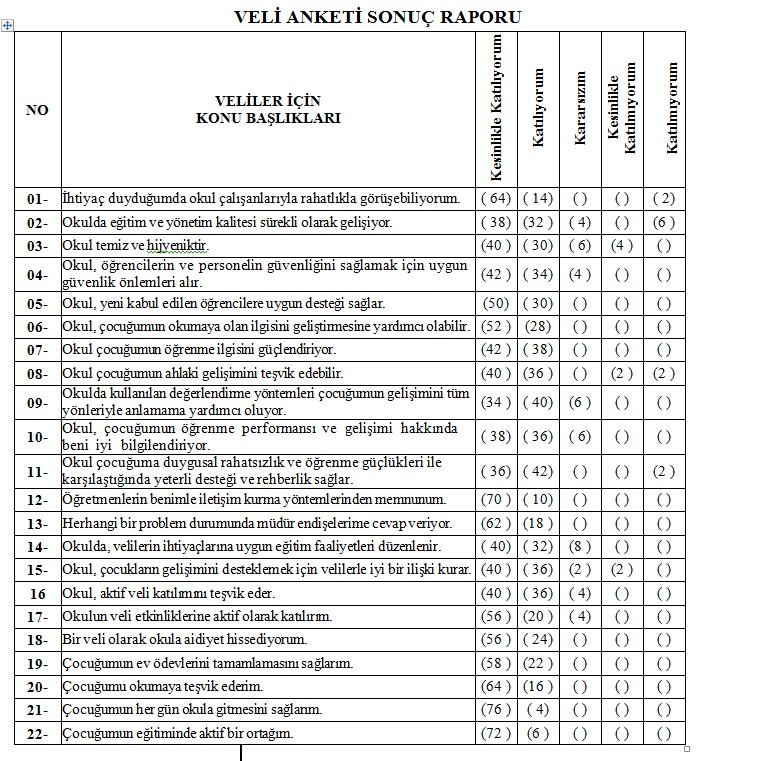 VELİ ANKETİ SONUÇ RAPORU
NO
VELİLER İÇİN
KONU BAŞLIKLARI
Kesinlikle Katılıyorum
Katılıyorum
Kararsızım
Kesinlikle
Katılmıyorum
Katılmıyorum
01- İhtiyaç duyduğumda okul çalışanlarıyla rahatlıkla görüşebiliyorum. ( 64) ( 14) ( ) ( ) ( 2)
02- Okulda eğitim ve yönetim kalitesi sürekli olarak gelişiyor. ( 38) (32 ) ( 4) ( ) (6 )
03- Okul temiz ve hijyeniktir. (40 ) ( 30) ( 6) ( 4 ) ( )
04- Okul, öğrencilerin ve personelin güvenliğini sağlamak için uygun
güvenlik önlemleri alır. (42 ) ( 34) (4 ) ( ) ( )
05- Okul, yeni kabul edilen öğrencilere uygun desteği sağlar. (50) ( 30) ( ) ( ) ( )
06- Okul, çocuğumun okumaya olan ilgisini geliştirmesine yardımcı olabilir. (52 ) (28) ( ) ( ) ( )
07- Okul çocuğumun öğrenme ilgisini güçlendiriyor. (42 ) ( 38) ( ) ( ) ( )
08- Okul çocuğumun ahlaki gelişimini teşvik edebilir. (40 ) (36 ) ( ) ( 2 ) ( 2 )
09- Okulda kullanılan değerlendirme yöntemleri çocuğumun gelişimini tüm
yönleriyle anlamama yardımcı oluyor. (34 ) ( 40) (6 ) ( ) ( )
10- Okul, çocuğumun öğrenme performansı ve gelişimi hakkında
beni iyi bilgilendiriyor. ( 38) ( 36) ( 6) ( ) ( )
11- Okul çocuğuma duygusal rahatsızlık ve öğrenme güçlükleri ile
karşılaştığında yeterli desteği ve rehberlik sağlar. ( 36) ( 42) ( ) ( ) (2 )
12- Öğretmenlerin benimle iletişim kurma yöntemlerinden memnunum. (70 ) ( 10) ( ) ( ) ( )
13- Herhangi bir problem durumunda müdür endişelerime cevap veriyor. (62 ) (18 ) ( ) ( ) ( )
14- Okulda, velilerin ihtiyaçlarına uygun eğitim faaliyetleri düzenlenir. ( 40) ( 32) (8 ) ( ) ( )
15- Okul, çocukların gelişimini desteklemek için velilerle iyi bir ilişki kurar. (40 ) ( 36) ( 2) ( 2) ( )
16 Okul, aktif veli katılımını teşvik eder. (40 ) ( 36) ( 4) ( ) ( )
17- Okulun veli etkinliklerine aktif olarak katılırım. (56 ) (20 ) ( 4) ( ) ( )
18- Bir veli olarak okula aidiyet hissediyorum. (56 ) ( 24) ( ) ( ) ( )
19- Çocuğumun ev ödevlerini tamamlamasını sağlarım. (58 ) (22 ) ( ) ( ) ( )
20- Çocuğumu okumaya teşvik ederim. (64 ) (16 ) ( ) ( ) ( )
21- Çocuğumun her gün okula gitmesini sağlarım. (76 ) ( 4) ( ) ( ) ( )
22- Çocuğumun eğitiminde aktif bir ortağım. (72 ) (6 ) ( ) ( ) ( )